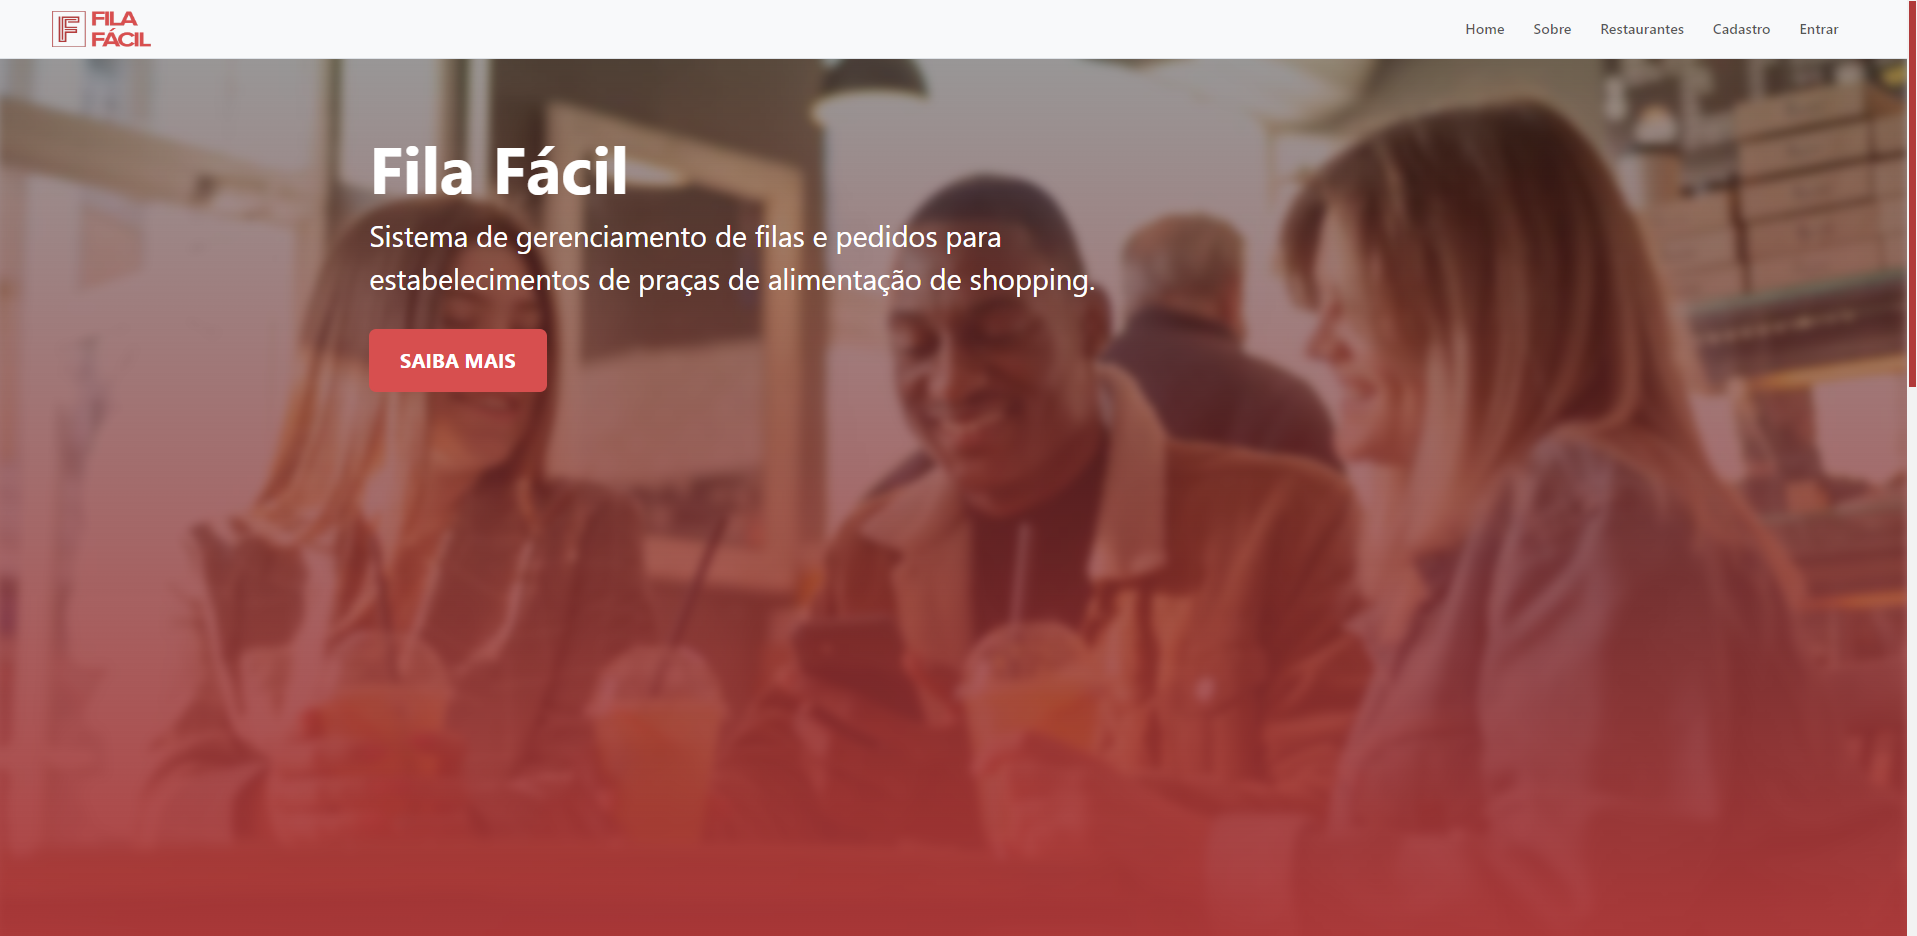 FILA
FÁCIL
Home Sobre Restaurantes Cadastro Entrar
Fila Fácil
Sistema de gerenciamento de filas e pedidos para
estabelecimentos de praças de alimentação de shopping.
SAIBA MAIS